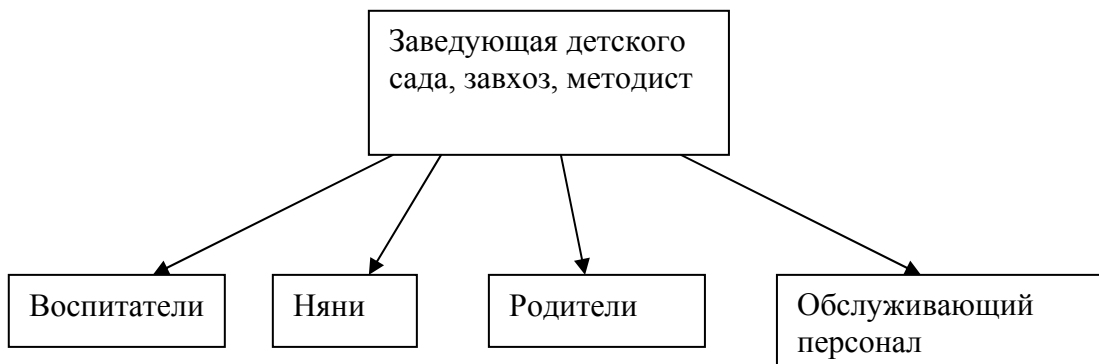 Заведующая детского
сада, завхоз, методист
Воспитатели
Няни
Родители
Обслуживающий
персонал